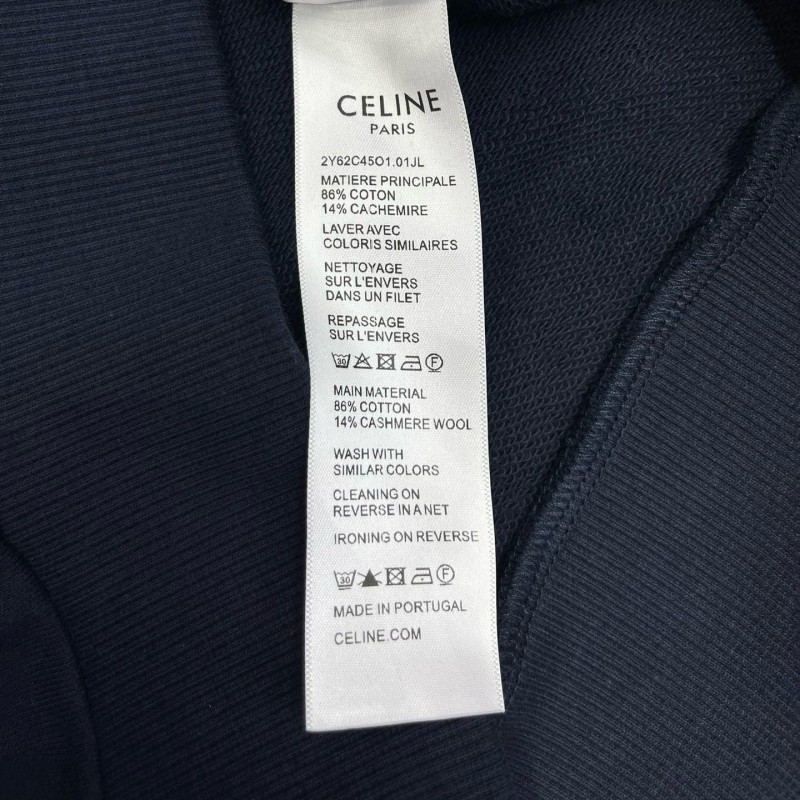 CELINE
PARIS
2Y62C45O1.01JL
MATIERE PRINCIPALE
86% COTON
14% CACHEMIRE
LAVER AVEC
COLORIS SIMILAIRES
NETTOYAGE
SUR L'ENVERS
DANS UN FILET
REPASSAGE
SUR L'ENVERS
30 F
MAIN MATERIAL
86% COTTON
14% CASHMERE WOOL
WASH WITH
SIMILAR COLORS
CLEANING ON
REVERSE IN A NET
IRONING ON REVERSE
30 F
MADE IN PORTUGAL
CELINE.COM